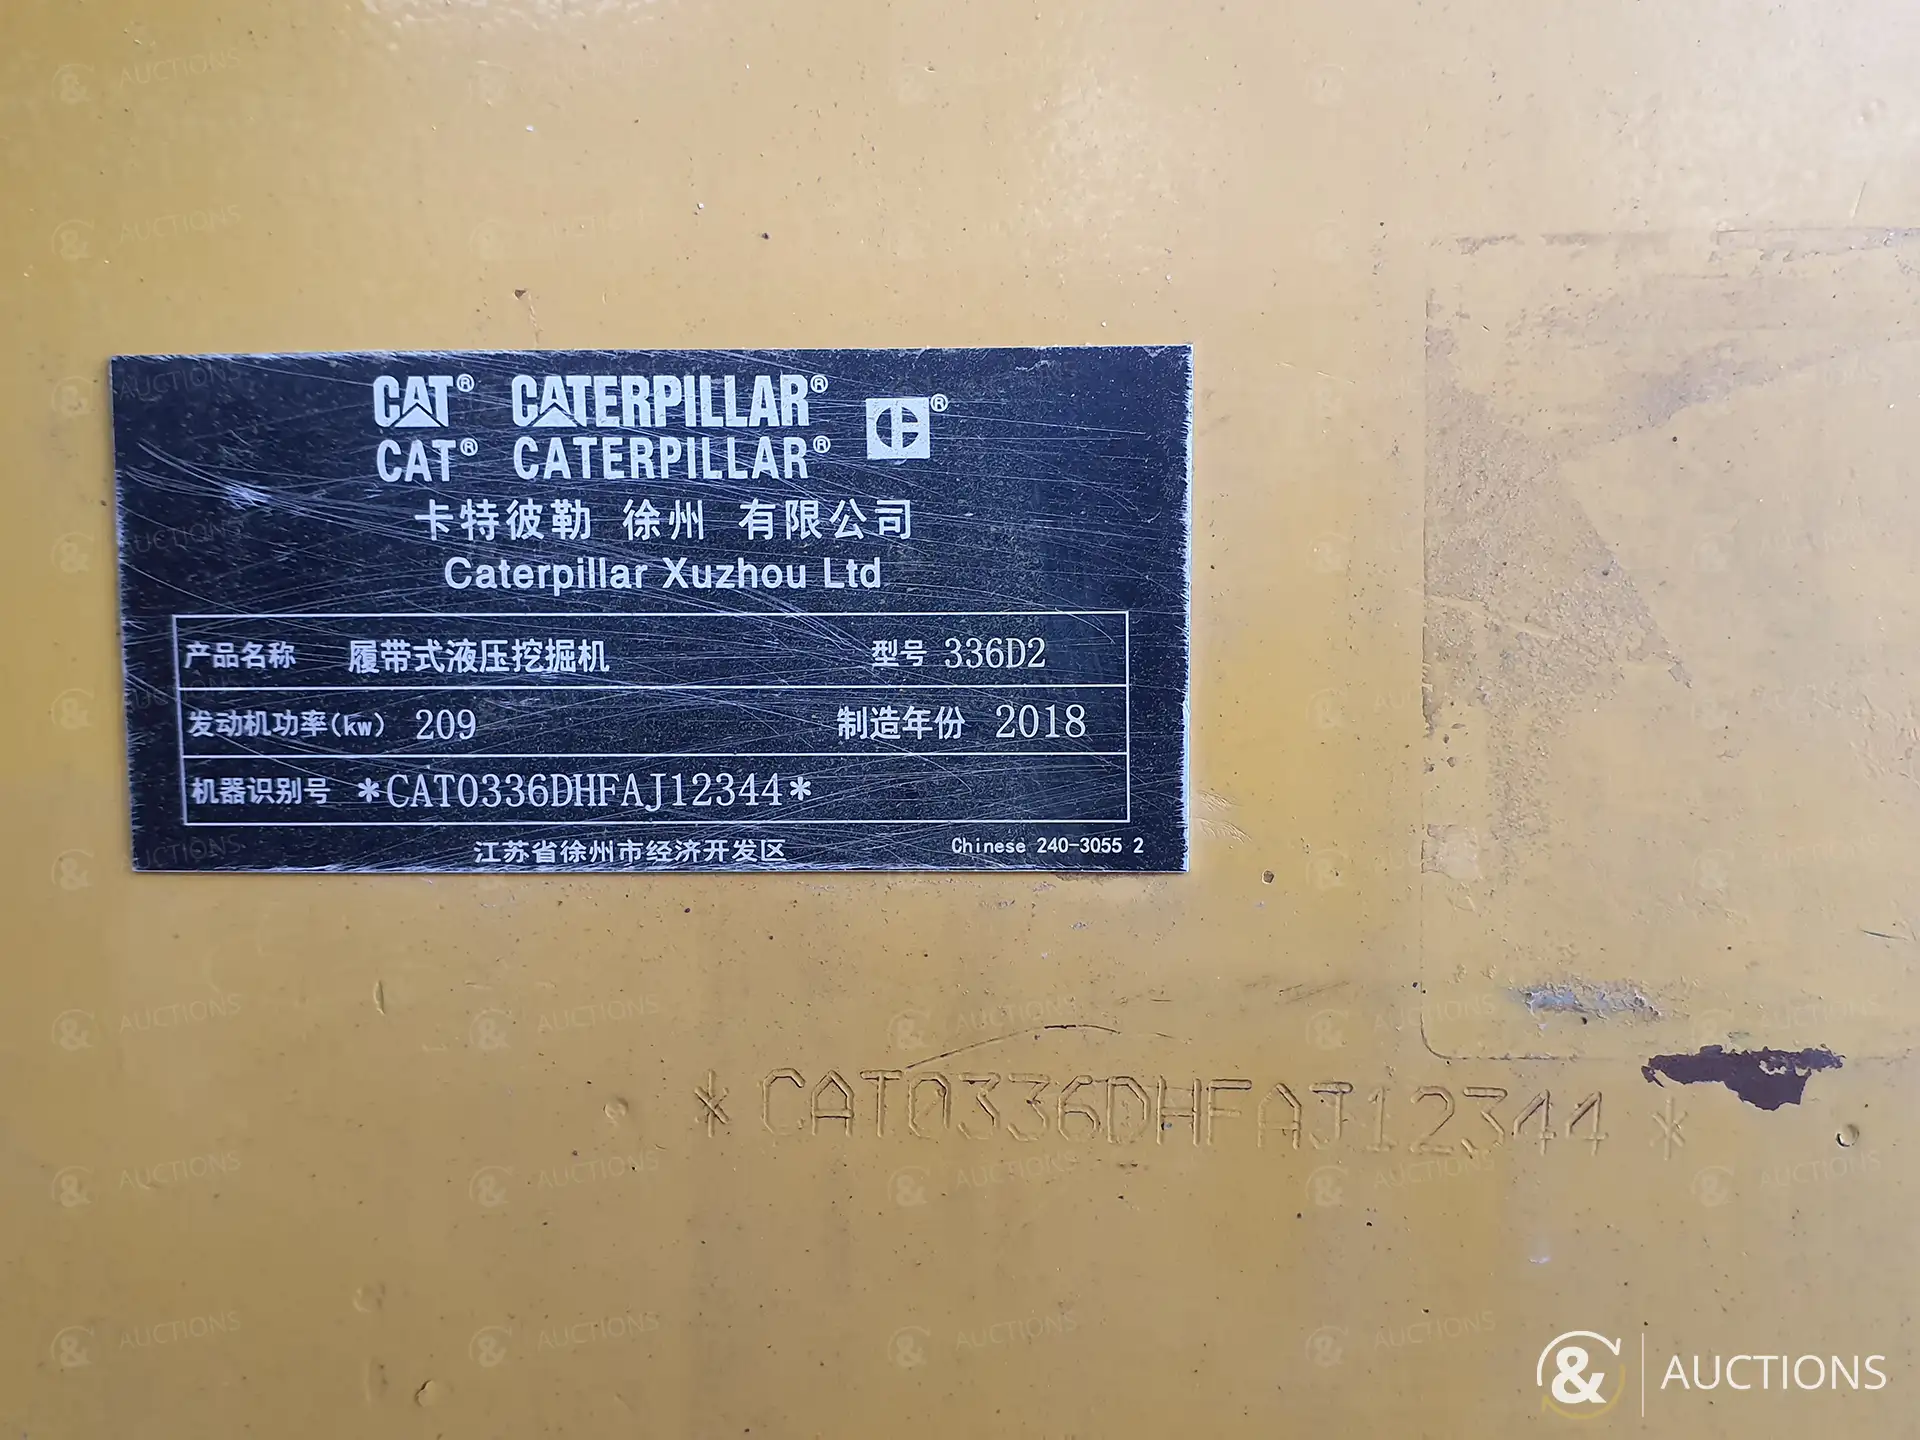 CAT® CATERPILLAR®
CAT® CATERPILLAR® ®
卡特彼勒 徐州 有限公司
Caterpillar Xuzhou Ltd
产品名称 履带式液压挖掘机 型号 336D2
发动机功率(kw) 209 制造年份 2018
机器识别号 *CAT0336DHFAJ12344*
江苏省徐州市经济开发区 Chinese 240-3055 2
*CAT0336DHFAJ12344*
& AUCTIONS